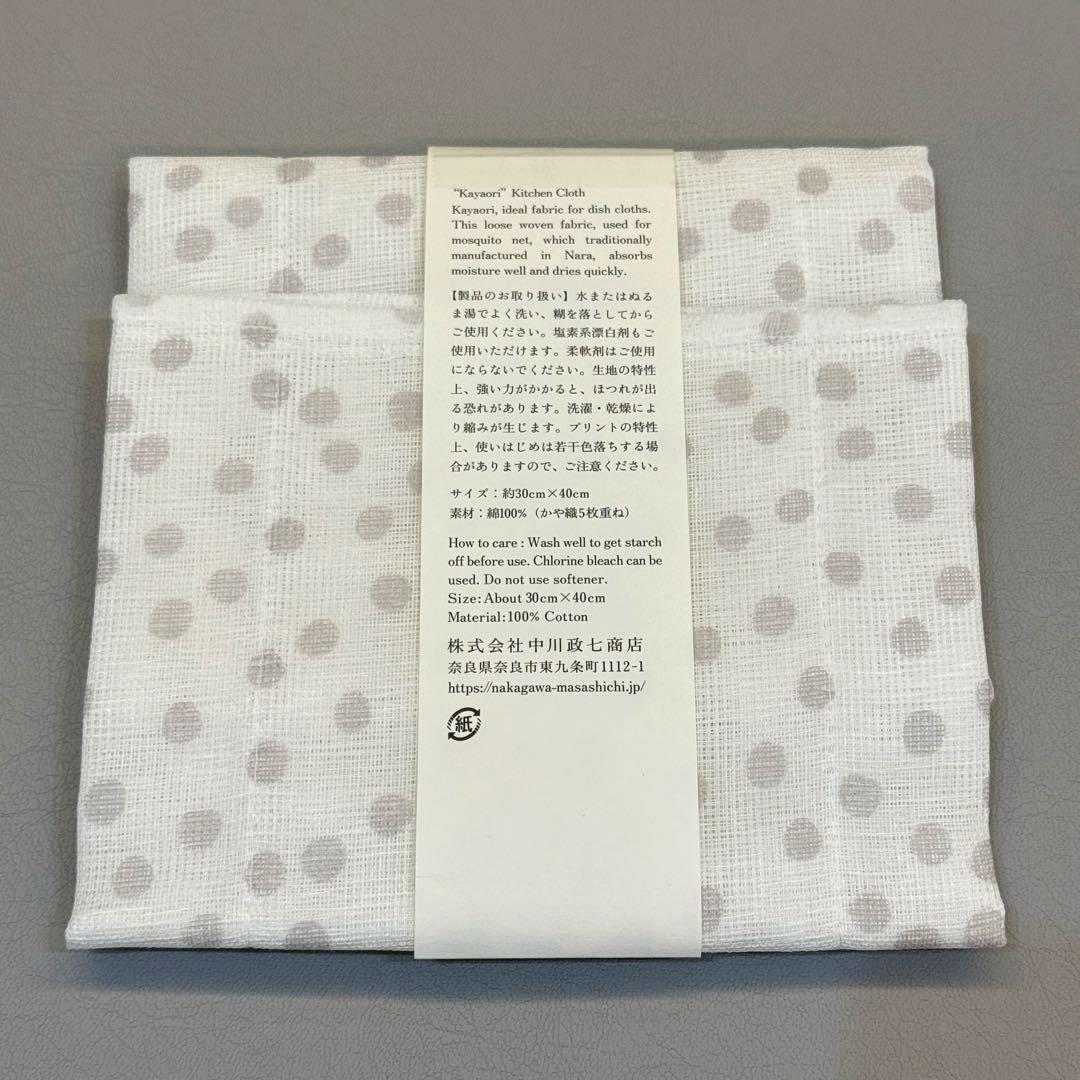 “Kayaori” Kitchen Cloth
Kayaori, ideal fabric for dish cloths.
This loose woven fabric, used for
mosquito net, which traditionally
manufactured in Nara, absorbs
moisture well and dries quickly.
【製品のお取り扱い】水またはぬる
ま湯でよく洗い、糊を落としてから
ご使用ください。塩素系漂白剤もご
使用いただけます。柔軟剤はご使用
にならないでください。生地の特性
上、強い力がかかると、ほつれが出
る恐れがあります。洗濯・乾燥によ
り縮みが生じます。プリントの特性
上、使いはじめは若干色落ちする場
合がありますので、ご注意ください。
サイズ：約30cm×40cm
素材：綿100%（かや織5枚重ね）
How to care : Wash well to get starch
off before use. Chlorine bleach can be
used. Do not use softener.
Size:About 30cm×40cm
Material:100% Cotton
株式会社中川政七商店
奈良県奈良市東九条町1112-1
https://nakagawa-masashichi.jp/
紙